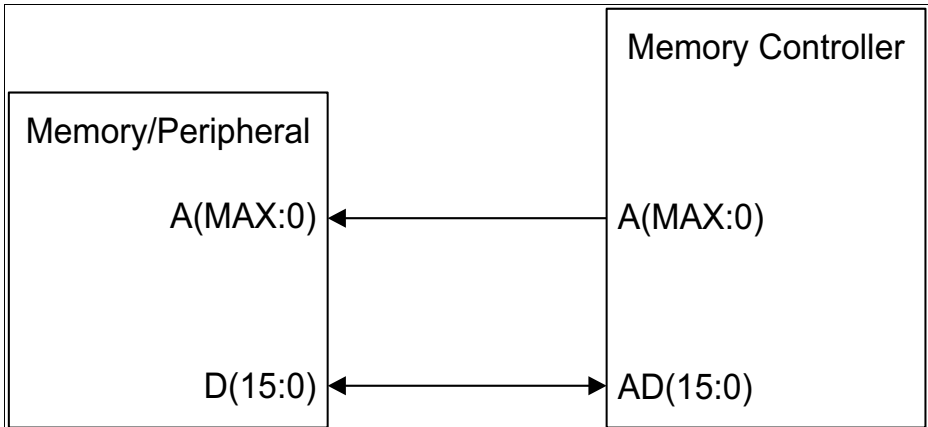 Memory Controller
Memory/Peripheral
A(MAX:0)
A(MAX:0)
D(15:0)
AD(15:0)